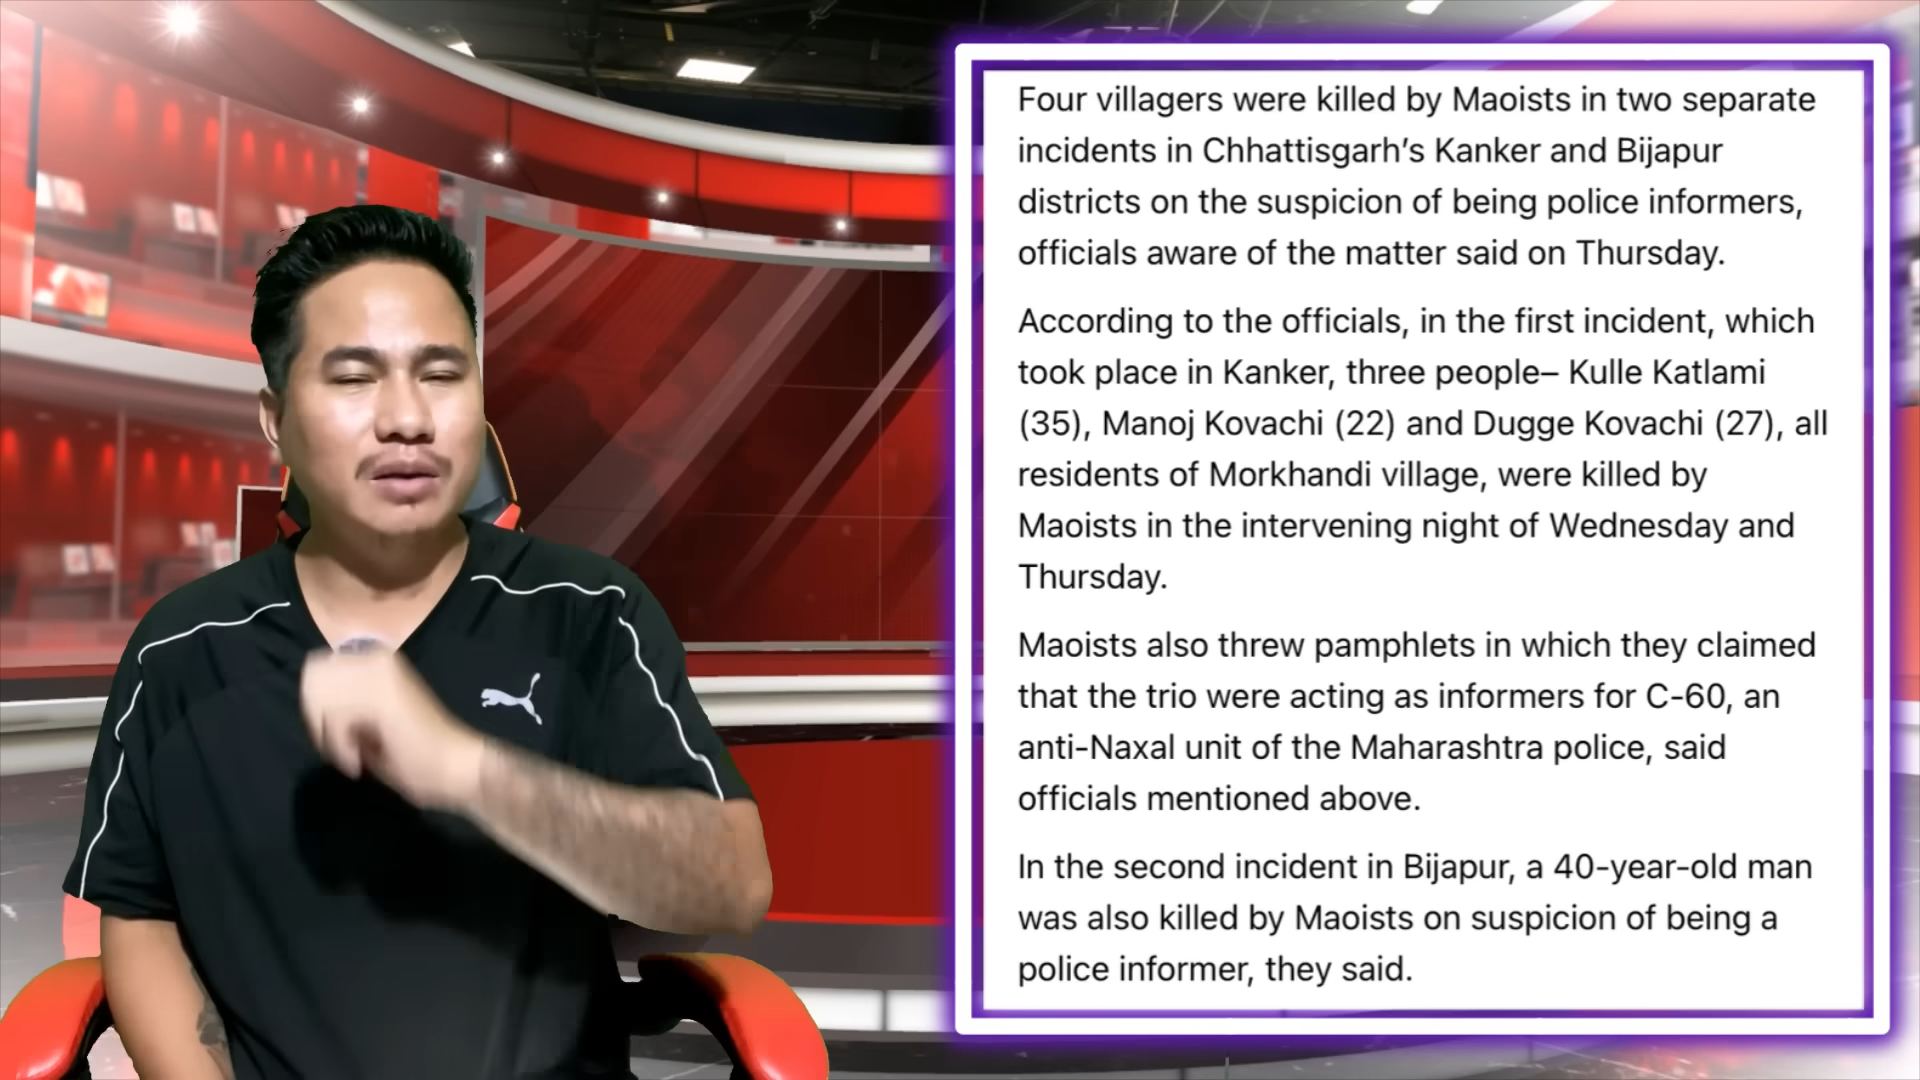 Four villagers were killed by Maoists in two separate
incidents in Chhattisgarh’s Kanker and Bijapur
districts on the suspicion of being police informers,
officials aware of the matter said on Thursday.
According to the officials, in the first incident, which
took place in Kanker, three people– Kulle Katlami
(35), Manoj Kovachi (22) and Dugge Kovachi (27), all
residents of Morkhandi village, were killed by
Maoists in the intervening night of Wednesday and
Thursday.
Maoists also threw pamphlets in which they claimed
that the trio were acting as informers for C-60, an
anti-Naxal unit of the Maharashtra police, said
officials mentioned above.
In the second incident in Bijapur, a 40-year-old man
was also killed by Maoists on suspicion of being a
police informer, they said.